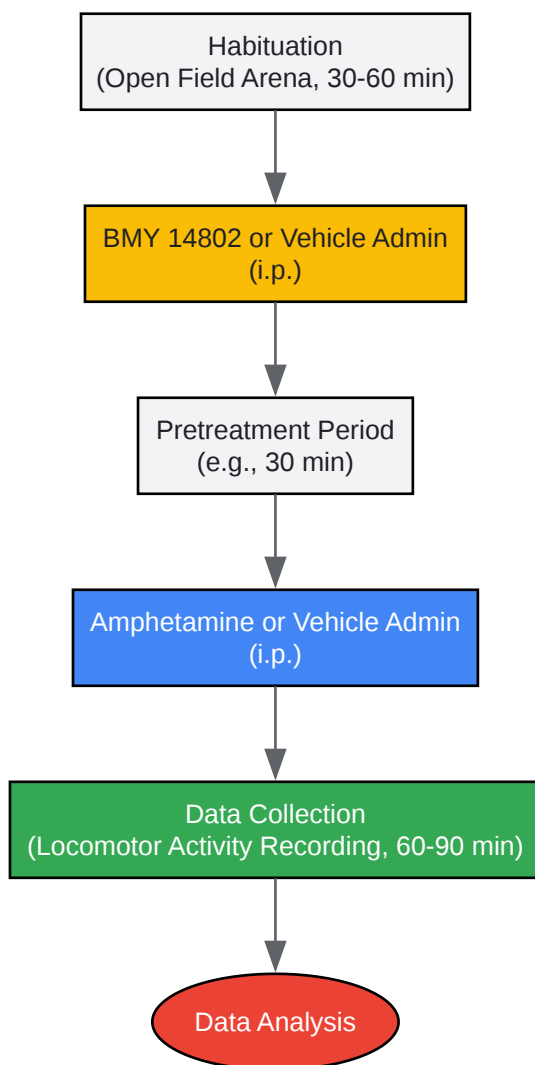 Habituation
(Open Field Arena, 30-60 min)
BMY 14802 or Vehicle Admin
(i.p.)
Pretreatment Period
(e.g., 30 min)
Amphetamine or Vehicle Admin
(i.p.)
Data Collection
(Locomotor Activity Recording, 60-90 min)
Data Analysis